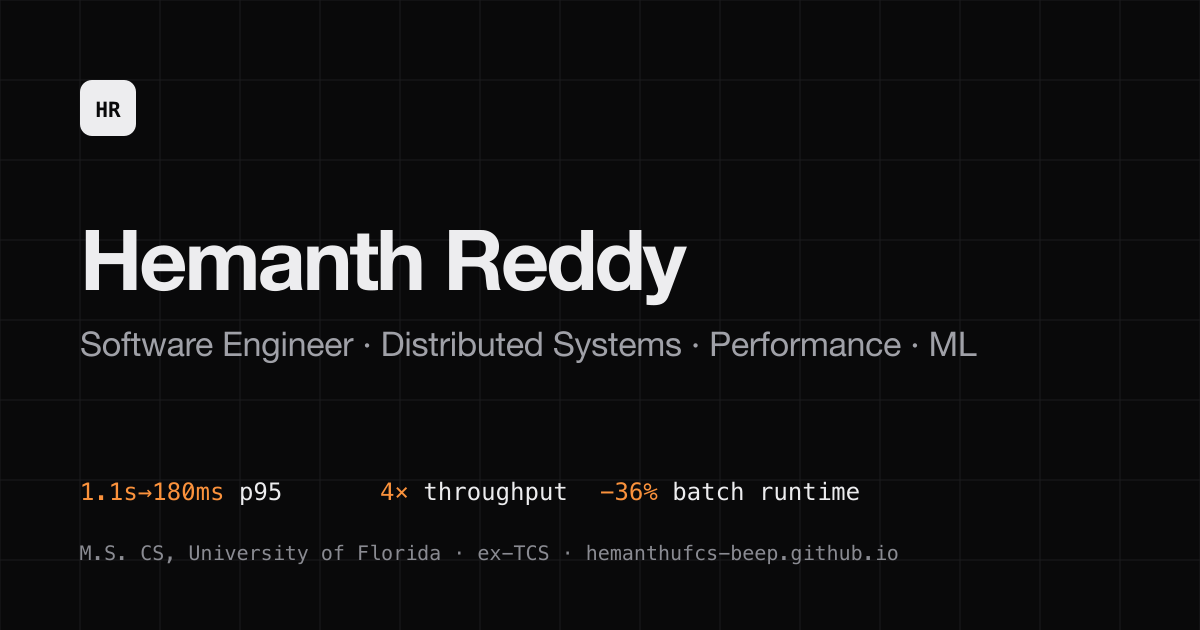 HR
Hemanth Reddy
Software Engineer · Distributed Systems · Performance · ML
1.1s→180ms p95 4× throughput −36% batch runtime
M.S. CS, University of Florida · ex−TCS · hemanthufcs-beep.github.io